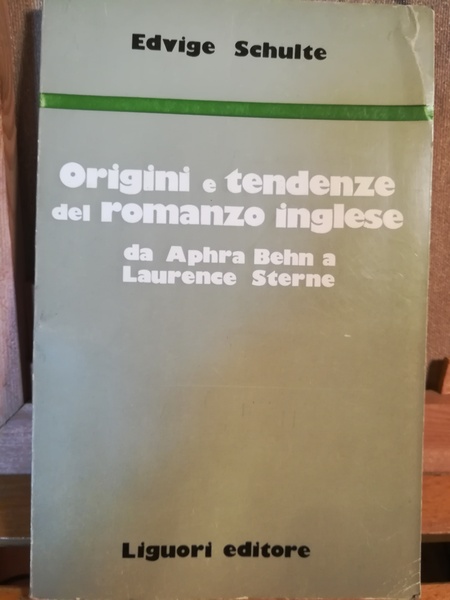 Edvige Schulte
Origini e tendenze
del romanzo inglese
da Aphra Behn a
Laurence Sterne
Liguori editore